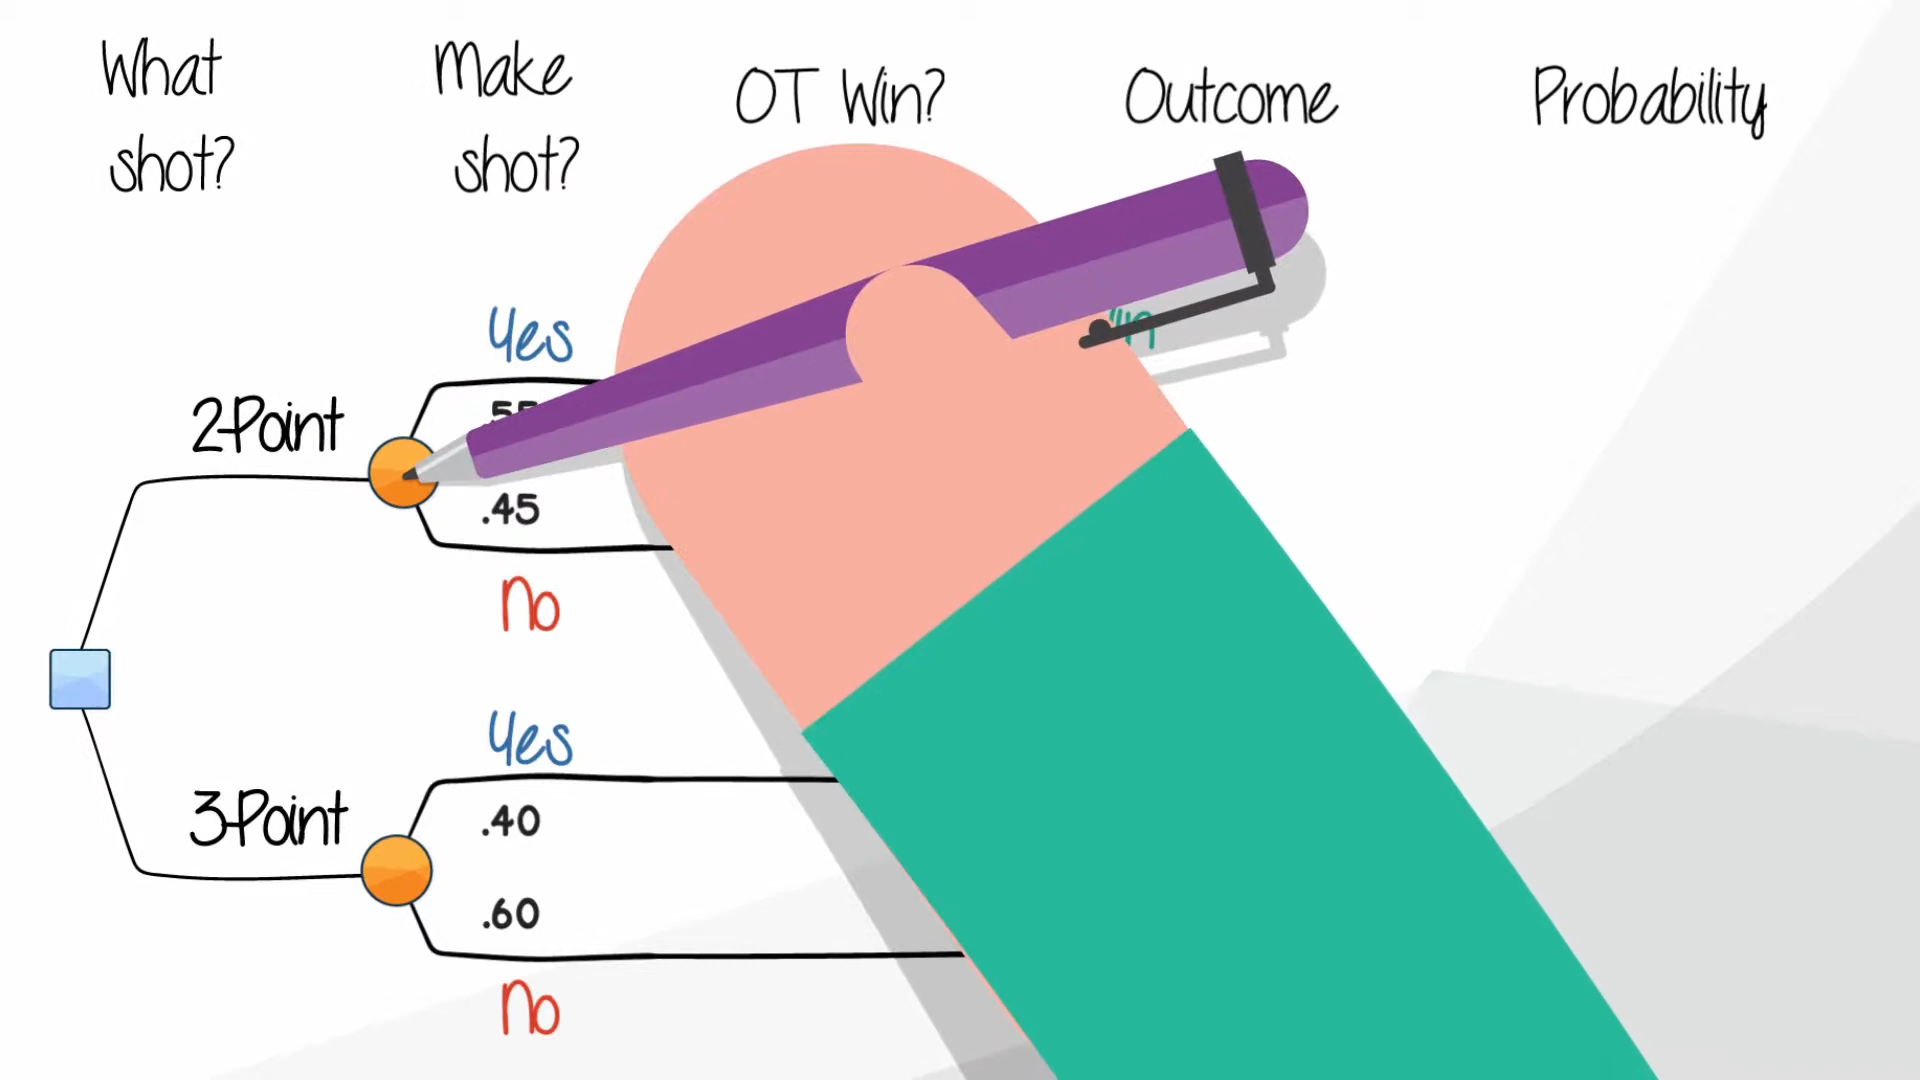 What
shot?
Make
shot?
OT Win?
Outcome
Probability
Yes
2-Point
.45
No
Yes
3-Point
.40
.60
No